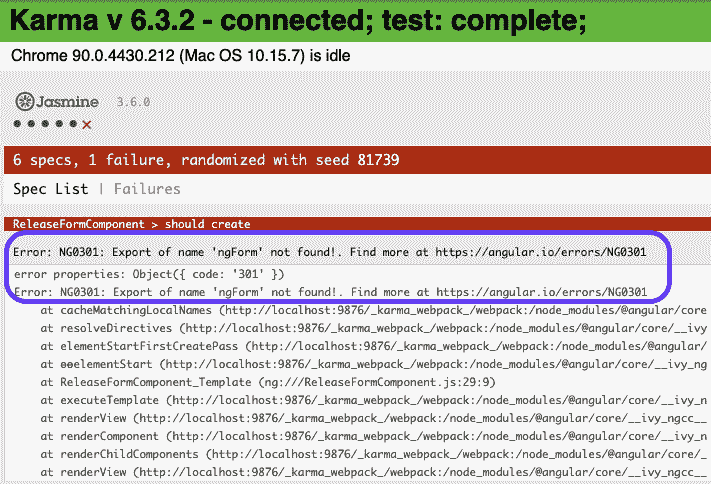 Karma v 6.3.2 - connected; test: complete;
Chrome 90.0.4430.212 (Mac OS 10.15.7) is idle
Jasmine 3.6.0
6 specs, 1 failure, randomized with seed 81739
Spec List | Failures
ReleaseFormComponent > should create
Error: NG0301: Export of name 'ngForm' not found!. Find more at https://angular.io/errors/NG0301
error properties: Object({ code: '301' })
Error: NG0301: Export of name 'ngForm' not found!. Find more at https://angular.io/errors/NG0301
at cacheMatchingLocalNames (http://localhost:9876/_karma_webpack_/webpack:/node_modules/@angular/core
at resolveDirectives (http://localhost:9876/_karma_webpack_/webpack:/node_modules/@angular/core/__ivy
at elementStartFirstCreatePass (http://localhost:9876/_karma_webpack_/webpack:/node_modules/@angular/
at ɵɵelementStart (http://localhost:9876/_karma_webpack_/webpack:/node_modules/@angular/core/__ivy_ng
at ReleaseFormComponent_Template (ng:///ReleaseFormComponent.js:29:9)
at executeTemplate (http://localhost:9876/_karma_webpack_/webpack:/node_modules/@angular/core/__ivy_n
at renderView (http://localhost:9876/_karma_webpack_/webpack:/node_modules/@angular/core/__ivy_ngcc__
at renderComponent (http://localhost:9876/_karma_webpack_/webpack:/node_modules/@angular/core/__ivy_n
at renderChildComponents (http://localhost:9876/_karma_webpack_/webpack:/node_modules/@angular/core/_
at renderView (http://localhost:9876/_karma_webpack_/webpack:/node_modules/@angular/core/__ivy_ngcc__